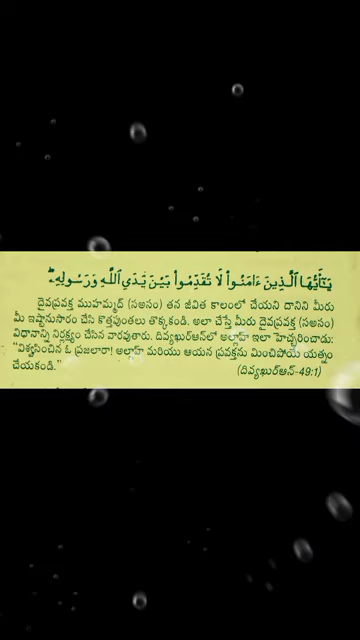 يَـٰٓأَيُّهَا ٱلَّذِينَ ءَامَنُوا۟ لَا تُقَدِّمُوا۟ بَيْنَ يَدَىِ ٱللَّهِ وَرَسُولِهِۦ ۖ
దైవప్రవక్త ముహమ్మద్ (సఅసం) తన జీవిత కాలంలో చేయని దానిని మీరు
మీ ఇష్టానుసారం చేసి కొత్తపుంతలు తొక్కకండి. అలా చేస్తే మీరు దైవప్రవక్త (సఅసం)
విధానాన్ని నిర్లక్ష్యం చేసిన వారవుతారు. దివ్యఖుర్ఆన్‌లో అల్లాహ్ ఇలా హెచ్చరించాడు:
"విశ్వసించిన ఓ ప్రజలారా! అల్లాహ్ మరియు ఆయన ప్రవక్తను మించిపోయే యత్నం
చేయకండి." (దివ్యఖుర్ఆన్-49:1)